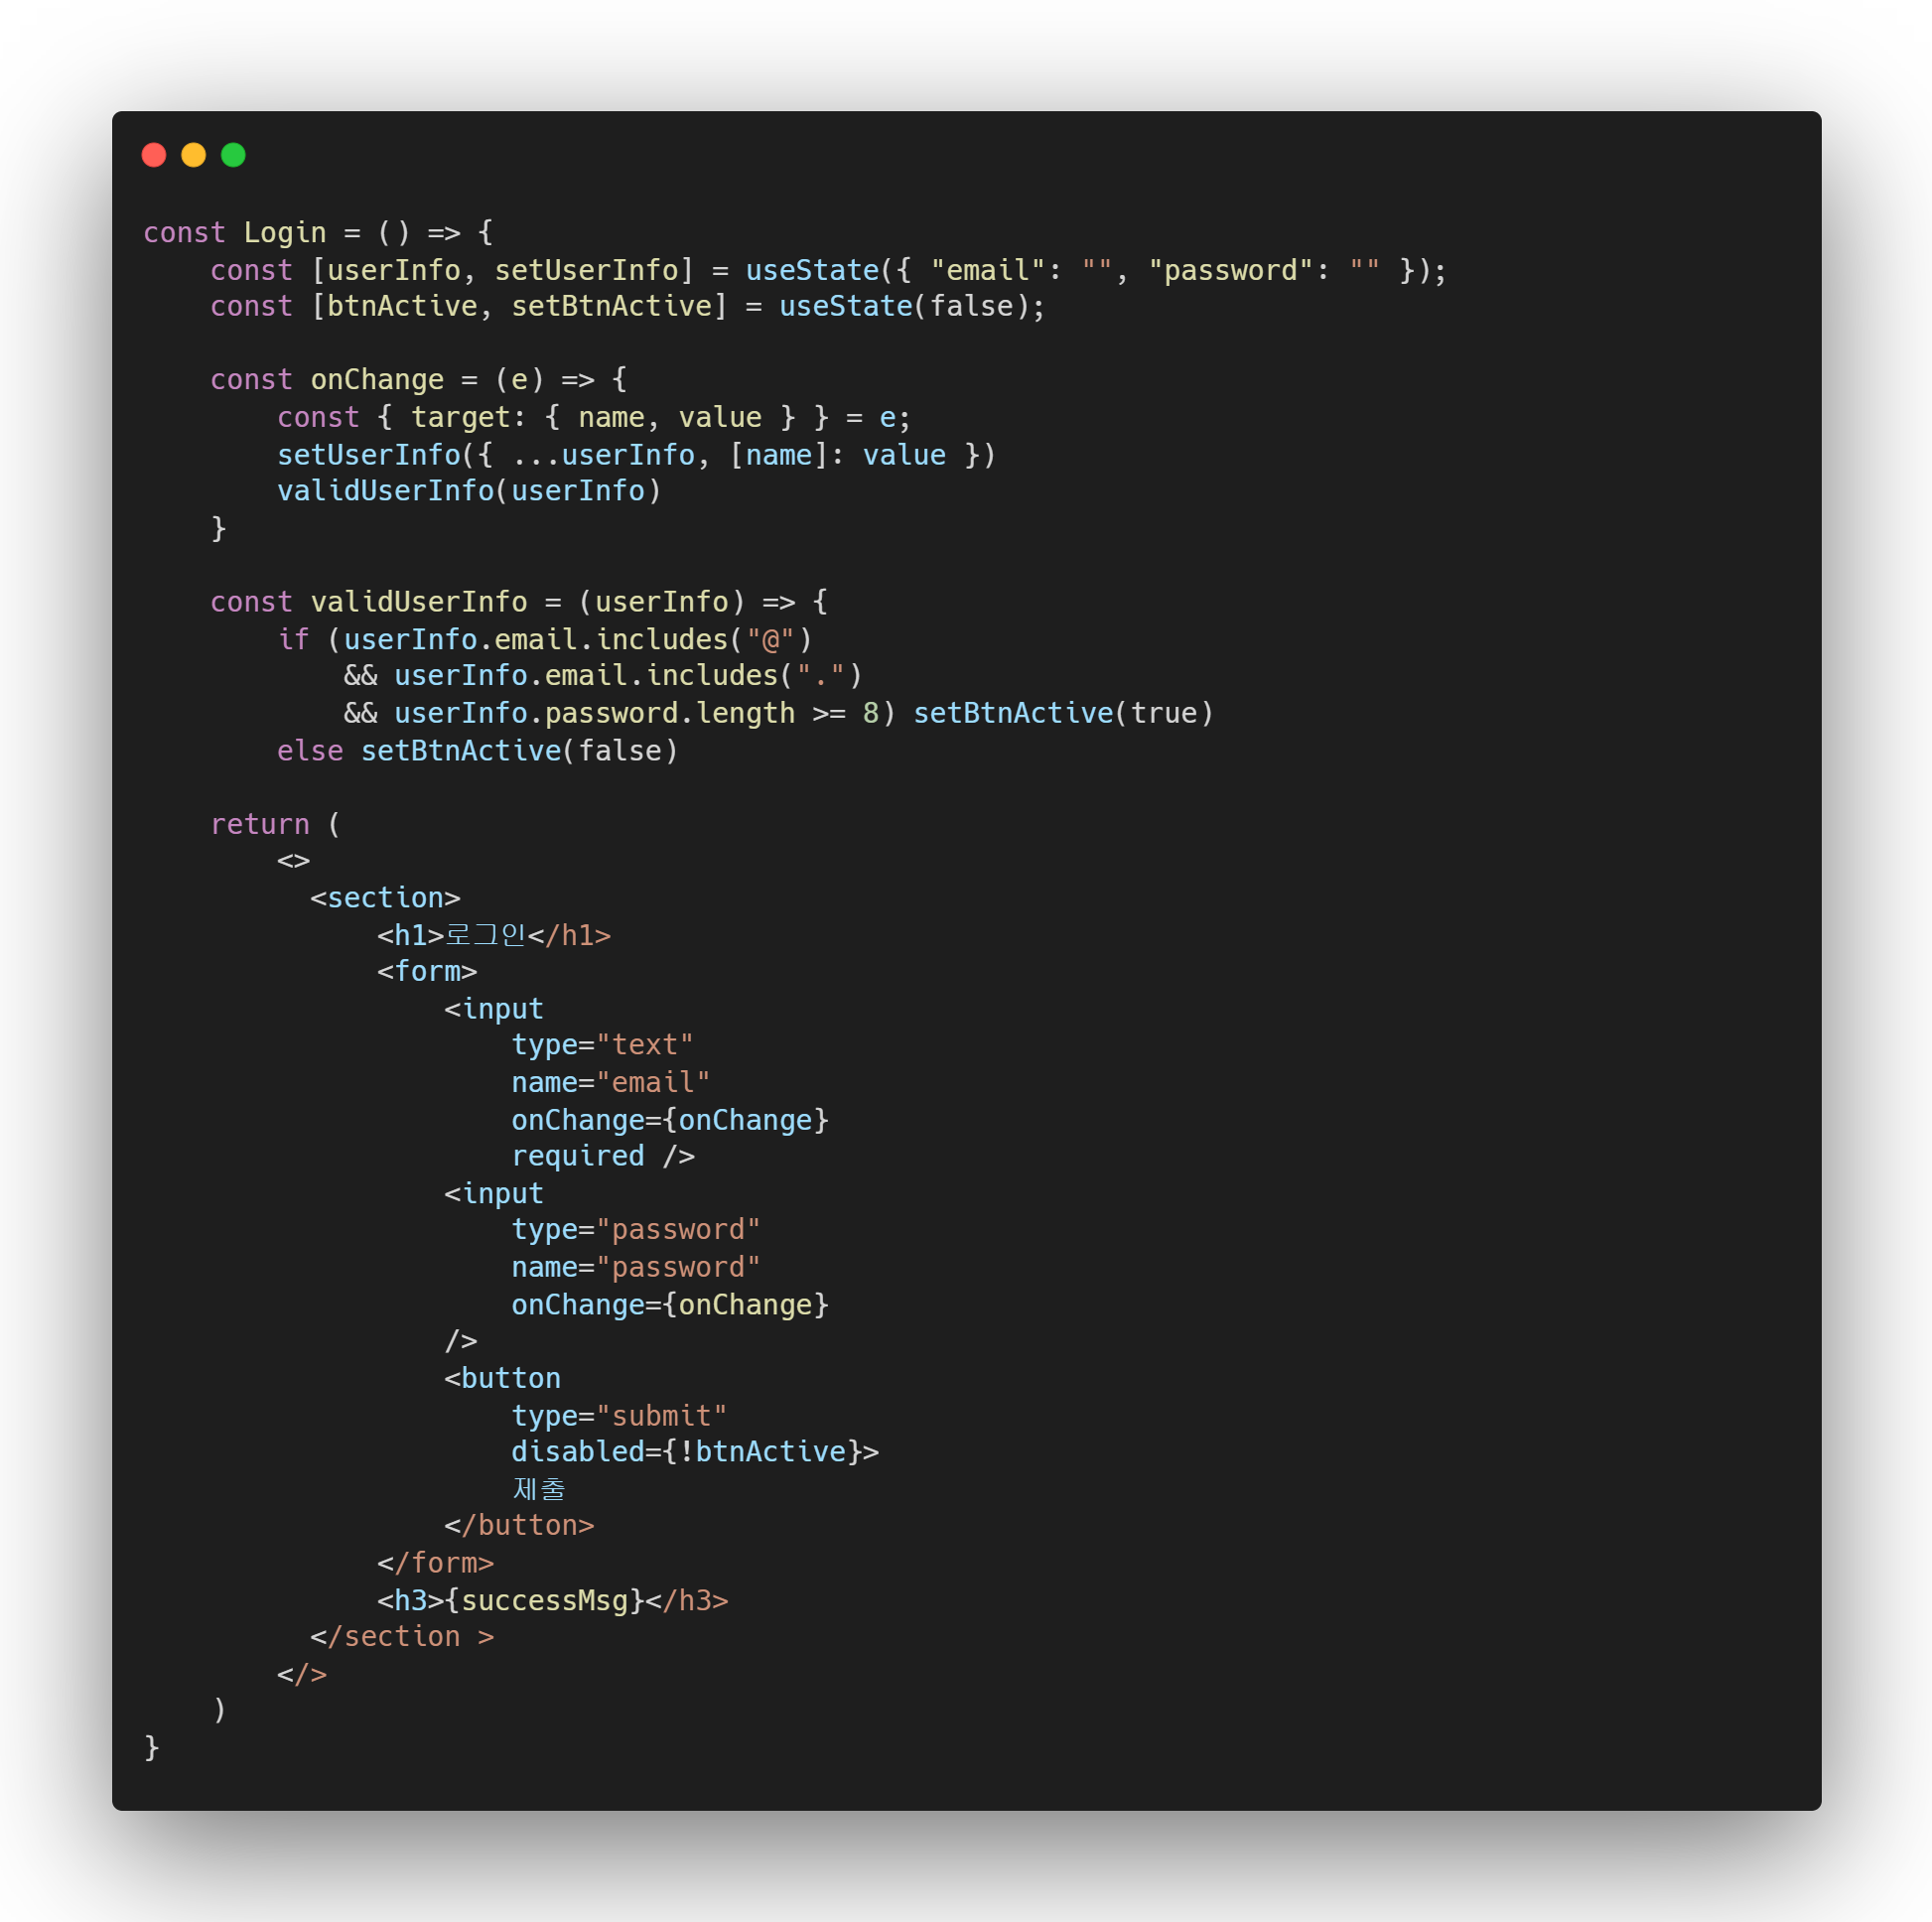 const Login = () => {
    const [userInfo, setUserInfo] = useState({ "email": "", "password": "" });
    const [btnActive, setBtnActive] = useState(false);

    const onChange = (e) => {
        const { target: { name, value } } = e;
        setUserInfo({ ...userInfo, [name]: value })
        validUserInfo(userInfo)
    }

    const validUserInfo = (userInfo) => {
        if (userInfo.email.includes("@")
            && userInfo.email.includes(".")
            && userInfo.password.length >= 8) setBtnActive(true)
        else setBtnActive(false)

    return (
        <>
          <section>
              <h1>로그인</h1>
              <form>
                  <input
                      type="text"
                      name="email"
                      onChange={onChange}
                      required />
                  <input
                      type="password"
                      name="password"
                      onChange={onChange}
                  />
                  <button
                      type="submit"
                      disabled={!btnActive}>
                      제출
                  </button>
              </form>
              <h3>{successMsg}</h3>
          </section >
        </>
    )
}